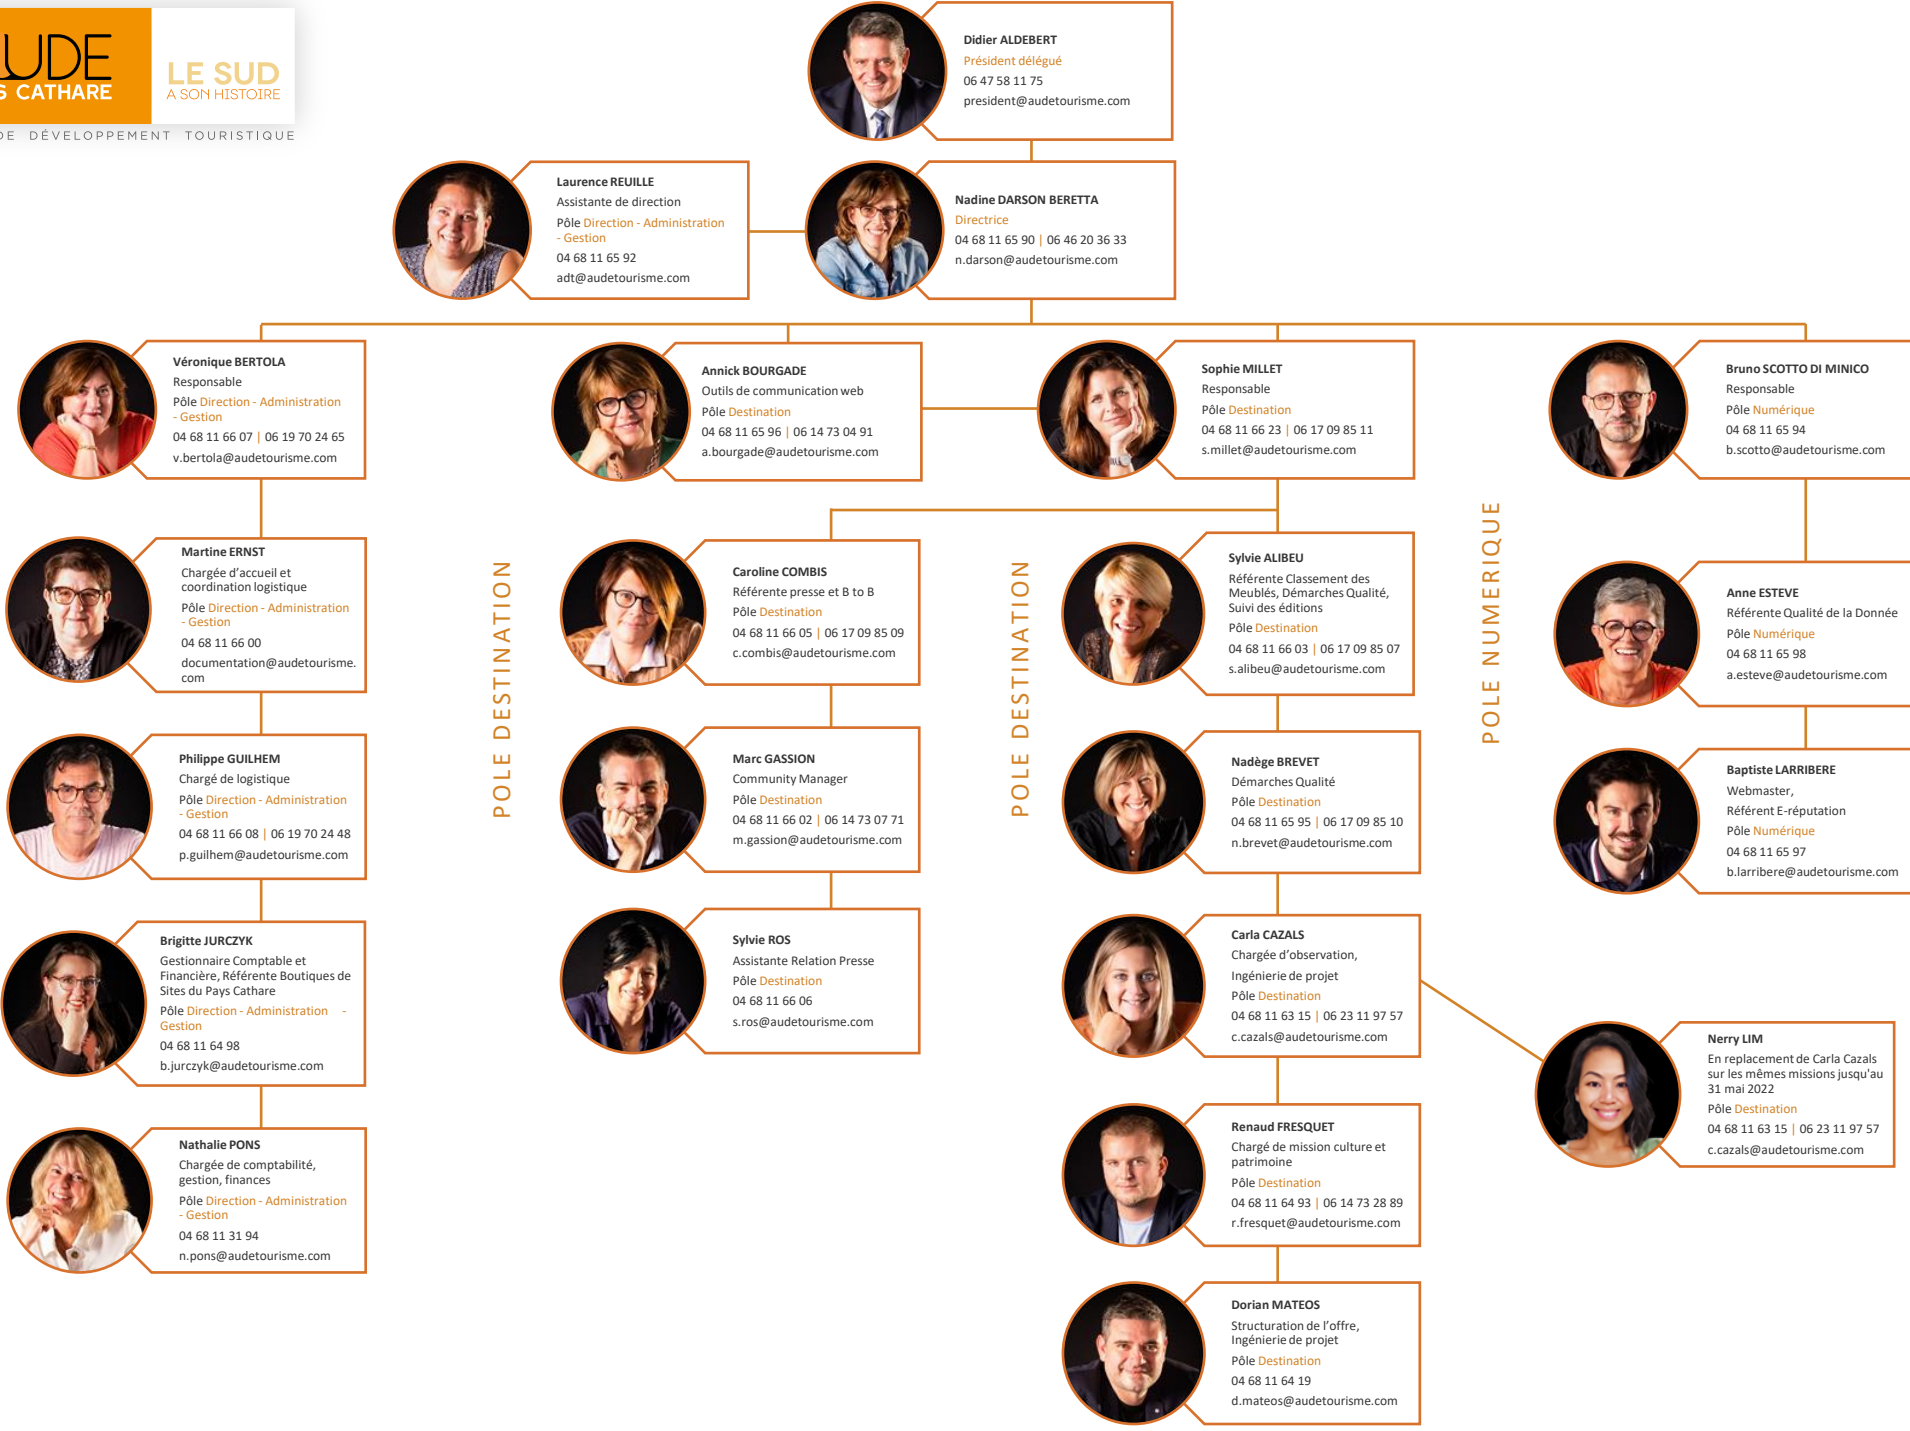 UDE
S CATHARE
LE SUD
A SON HISTOIRE
DE DÉVELOPPEMENT TOURISTIQUE
Didier ALDEBERT
Président délégué
06 47 58 11 75
president@audetourisme.com
Laurence REUILLE
Assistante de direction
Pôle Direction - Administration
- Gestion
04 68 11 65 92
adt@audetourisme.com
Nadine DARSON BERETTA
Directrice
04 68 11 65 90 | 06 46 20 36 33
n.darson@audetourisme.com
Véronique BERTOLA
Responsable
Pôle Direction - Administration
- Gestion
04 68 11 66 07 | 06 19 70 24 65
v.bertola@audetourisme.com
Annick BOURGADE
Outils de communication web
Pôle Destination
04 68 11 65 96 | 06 14 73 04 91
a.bourgade@audetourisme.com
Sophie MILLET
Responsable
Pôle Destination
04 68 11 66 23 | 06 17 09 85 11
s.millet@audetourisme.com
Bruno SCOTTO DI MINICO
Responsable
Pôle Numérique
04 68 11 65 94
b.scotto@audetourisme.com
Martine ERNST
Chargée d'accueil et
coordination logistique
Pôle Direction - Administration
- Gestion
04 68 11 66 00
documentation@audetourisme.
com
Philippe GUILHEM
Chargé de logistique
Pôle Direction - Administration
- Gestion
04 68 11 66 08 | 06 19 70 24 48
p.guilhem@audetourisme.com
Brigitte JURCZYK
Gestionnaire Comptable et
Financière, Référente Boutiques de
Sites du Pays Cathare
Pôle Direction - Administration -
Gestion
04 68 11 64 98
b.jurczyk@audetourisme.com
Nathalie PONS
Chargée de comptabilité,
gestion, finances
Pôle Direction - Administration
- Gestion
04 68 11 31 94
n.pons@audetourisme.com
POLE DESTINATION
Caroline COMBIS
Référente presse et B to B
Pôle Destination
04 68 11 66 05 | 06 17 09 85 09
c.combis@audetourisme.com
Marc GASSION
Community Manager
Pôle Destination
04 68 11 66 02 | 06 14 73 07 71
m.gassion@audetourisme.com
Sylvie ROS
Assistante Relation Presse
Pôle Destination
04 68 11 66 06
s.ros@audetourisme.com
POLE DESTINATION
Sylvie ALIBEU
Référente Classement des
Meublés, Démarches Qualité,
Suivi des éditions
Pôle Destination
04 68 11 66 03 | 06 17 09 85 07
s.alibeu@audetourisme.com
Nadège BREVET
Démarches Qualité
Pôle Destination
04 68 11 65 95 | 06 17 09 85 10
n.brevet@audetourisme.com
Carla CAZALS
Chargée d'observation,
Ingénierie de projet
Pôle Destination
04 68 11 63 15 | 06 23 11 97 57
c.cazals@audetourisme.com
Renaud FRESQUET
Chargé de mission culture et
patrimoine
Pôle Destination
04 68 11 64 93 | 06 14 73 28 89
r.fresquet@audetourisme.com
Dorian MATEOS
Structuration de l'offre,
Ingénierie de projet
Pôle Destination
04 68 11 64 19
d.mateos@audetourisme.com
POLE NUMERIQUE
Anne ESTEVE
Référente Qualité de la Donnée
Pôle Numérique
04 68 11 65 98
a.esteve@audetourisme.com
Baptiste LARRIBERE
Webmaster,
Référent E-réputation
Pôle Numérique
04 68 11 65 97
b.larribere@audetourisme.com
Nerry LIM
En replacement de Carla Cazals
sur les mêmes missions jusqu'au
31 mai 2022
Pôle Destination
04 68 11 63 15 | 06 23 11 97 57
c.cazals@audetourisme.com